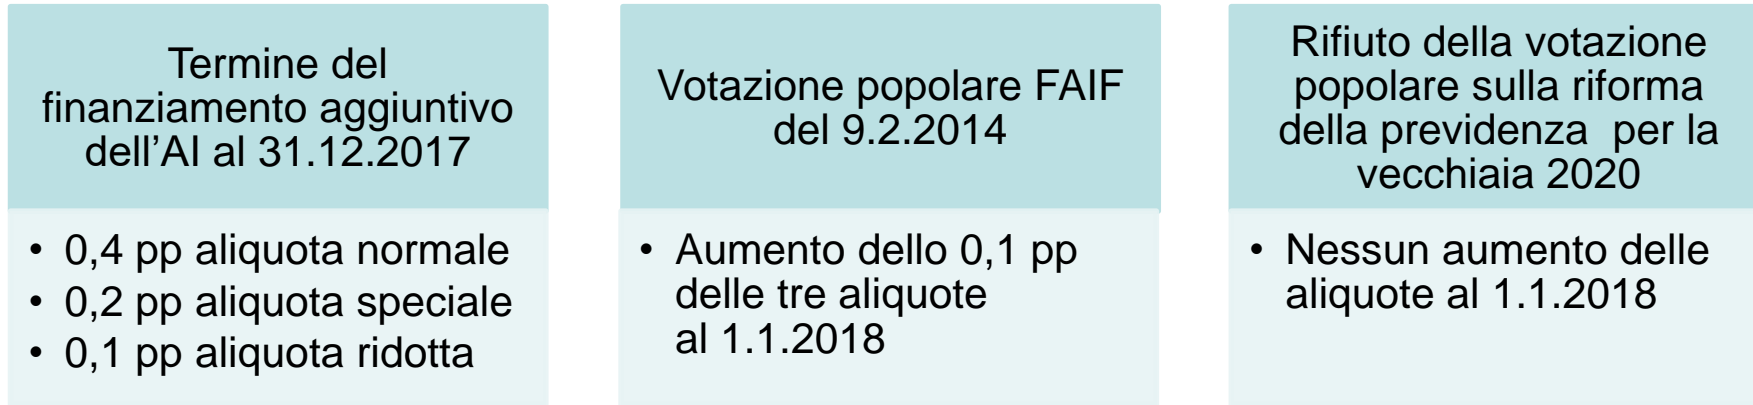 Termine del
finanziamento aggiuntivo
dell’AI al 31.12.2017
• 0,4 pp aliquota normale
• 0,2 pp aliquota speciale
• 0,1 pp aliquota ridotta
Votazione popolare FAIF
del 9.2.2014
• Aumento dello 0,1 pp
delle tre aliquote
al 1.1.2018
Rifiuto della votazione
popolare sulla riforma
della previdenza  per la
vecchiaia 2020
• Nessun aumento delle
aliquote al 1.1.2018